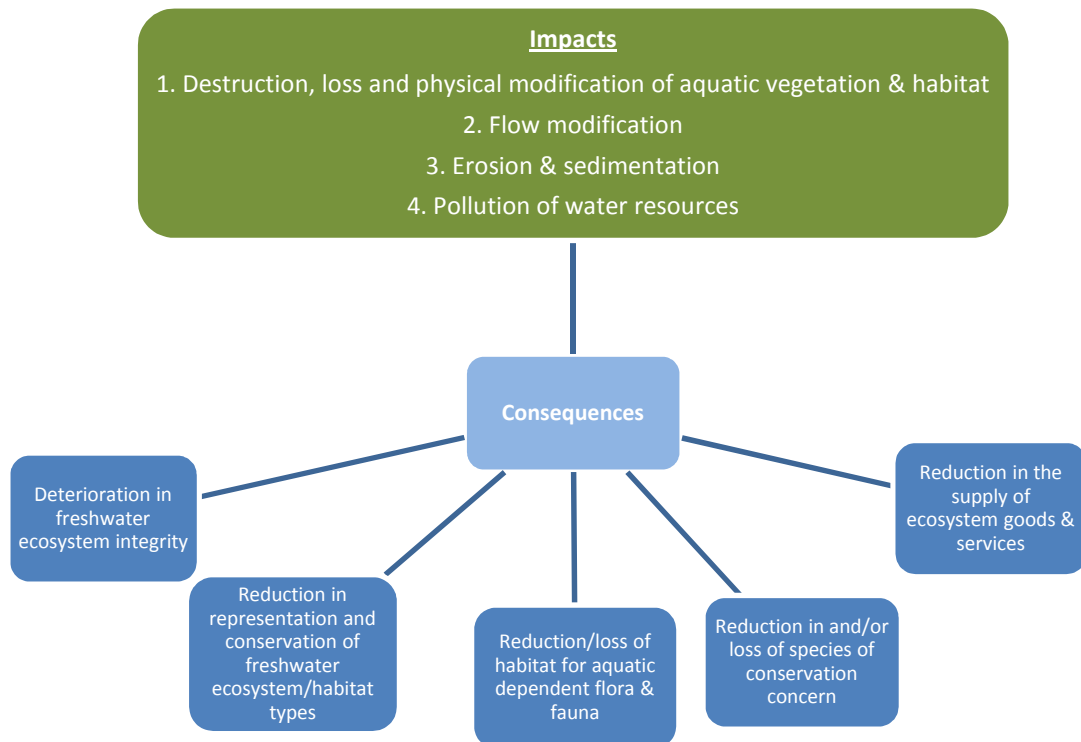 Impacts
1. Destruction, loss and physical modification of aquatic vegetation & habitat
2. Flow modification
3. Erosion & sedimentation
4. Pollution of water resources
Consequences
Deterioration in
freshwater
ecosystem integrity
Reduction in
representation and
conservation of
freshwater
ecosystem/habitat
types
Reduction/loss of
habitat for aquatic
dependent flora &
fauna
Reduction in and/or
loss of species of
conservation
concern
Reduction in the
supply of
ecosystem goods &
services